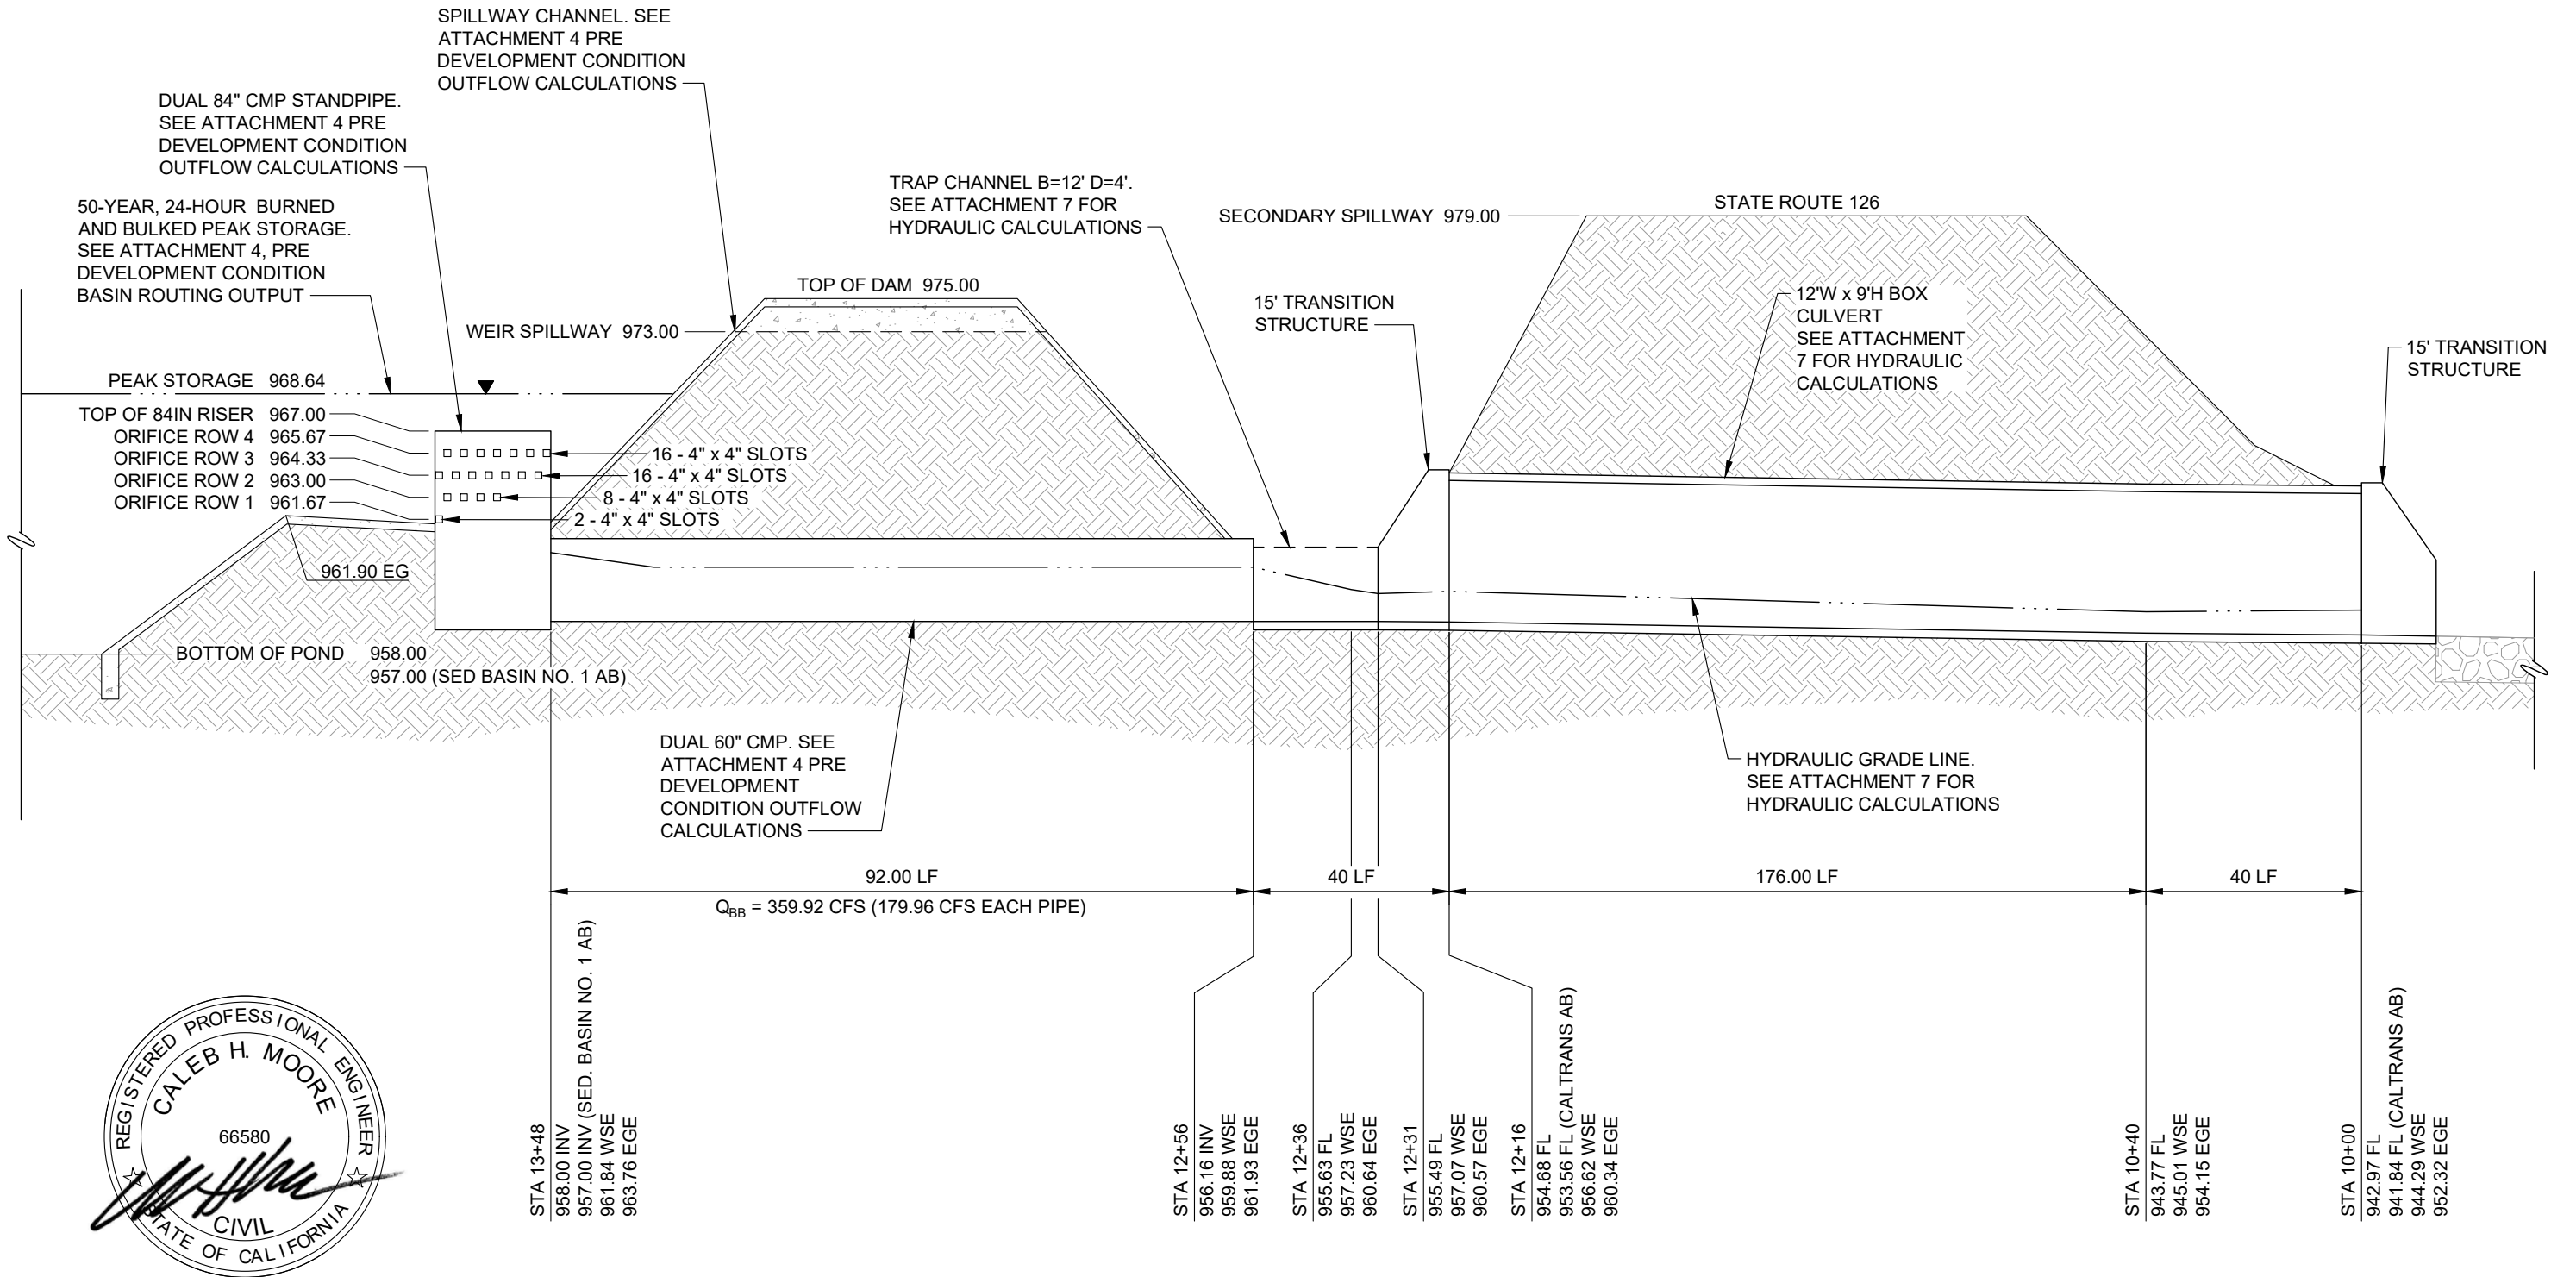 SPILLWAY CHANNEL. SEE
ATTACHMENT 4 PRE
DEVELOPMENT CONDITION
OUTFLOW CALCULATIONS
DUAL 84" CMP STANDPIPE.
SEE ATTACHMENT 4 PRE
DEVELOPMENT CONDITION
OUTFLOW CALCULATIONS
50-YEAR, 24-HOUR BURNED
AND BULKED PEAK STORAGE.
SEE ATTACHMENT 4, PRE
DEVELOPMENT CONDITION
BASIN ROUTING OUTPUT
TRAP CHANNEL B=12' D=4'.
SEE ATTACHMENT 7 FOR
HYDRAULIC CALCULATIONS
SECONDARY SPILLWAY 979.00
STATE ROUTE 126
TOP OF DAM 975.00
WEIR SPILLWAY 973.00
15' TRANSITION
STRUCTURE
12'W x 9'H BOX
CULVERT
SEE ATTACHMENT
7 FOR HYDRAULIC
CALCULATIONS
15' TRANSITION
STRUCTURE
PEAK STORAGE 968.64
TOP OF 84IN RISER 967.00
ORIFICE ROW 4 965.67
ORIFICE ROW 3 964.33
ORIFICE ROW 2 963.00
ORIFICE ROW 1 961.67
16 - 4" x 4" SLOTS
16 - 4" x 4" SLOTS
8 - 4" x 4" SLOTS
2 - 4" x 4" SLOTS
961.90 EG
BOTTOM OF POND 958.00
957.00 (SED BASIN NO. 1 AB)
DUAL 60" CMP. SEE
ATTACHMENT 4 PRE
DEVELOPMENT
CONDITION OUTFLOW
CALCULATIONS
HYDRAULIC GRADE LINE.
SEE ATTACHMENT 7 FOR
HYDRAULIC CALCULATIONS
92.00 LF
40 LF
176.00 LF
40 LF
QBB = 359.92 CFS (179.96 CFS EACH PIPE)
STA 13+48
958.00 INV
957.00 INV (SED. BASIN NO. 1 AB)
961.84 WSE
963.76 EGE
STA 12+56
956.16 INV
959.88 WSE
961.93 EGE
STA 12+36
955.63 FL
957.23 WSE
960.64 EGE
STA 12+31
955.49 FL
957.07 WSE
960.57 EGE
STA 12+16
954.68 FL
953.56 FL (CALTRANS AB)
956.62 WSE
960.34 EGE
STA 10+40
943.77 FL
945.01 WSE
954.15 EGE
STA 10+00
942.97 FL
941.84 FL (CALTRANS AB)
944.29 WSE
952.32 EGE
REGISTERED PROFESSIONAL ENGINEER
CALEB H. MOORE
66580
CIVIL
STATE OF CALIFORNIA